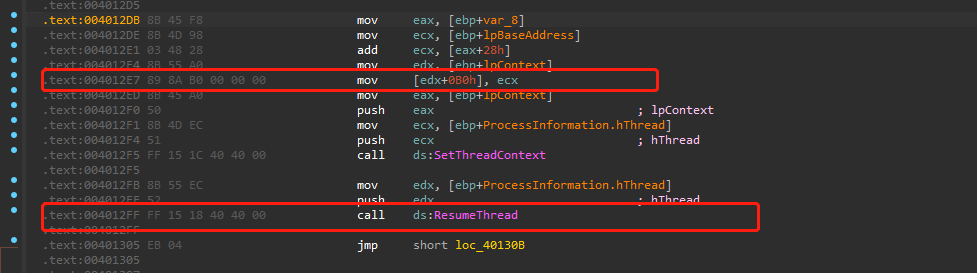 .text:004012D5
.text:004012DB 8B 45 F8 mov eax, [ebp+var_8]
.text:004012DE 8B 4D 98 mov ecx, [ebp+lpBaseAddress]
.text:004012E1 03 48 28 add ecx, [eax+28h]
.text:004012E4 8B 55 A0 mov edx, [ebp+lpContext]
.text:004012E7 89 8A B0 00 00 00 mov [edx+0B0h], ecx
.text:004012ED 8B 45 A0 mov eax, [ebp+lpContext]
.text:004012F0 50 push eax ; lpContext
.text:004012F1 8B 4D EC mov ecx, [ebp+ProcessInformation.hThread]
.text:004012F4 51 push ecx ; hThread
.text:004012F5 FF 15 1C 40 40 00 call ds:SetThreadContext
.text:004012F5
.text:004012FB 8B 55 EC mov edx, [ebp+ProcessInformation.hThread]
.text:004012FE 52 push edx ; hThread
.text:004012FF FF 15 18 40 40 00 call ds:ResumeThread
.text:004012FF
.text:00401305 EB 04 jmp short loc_40130B
.text:00401305